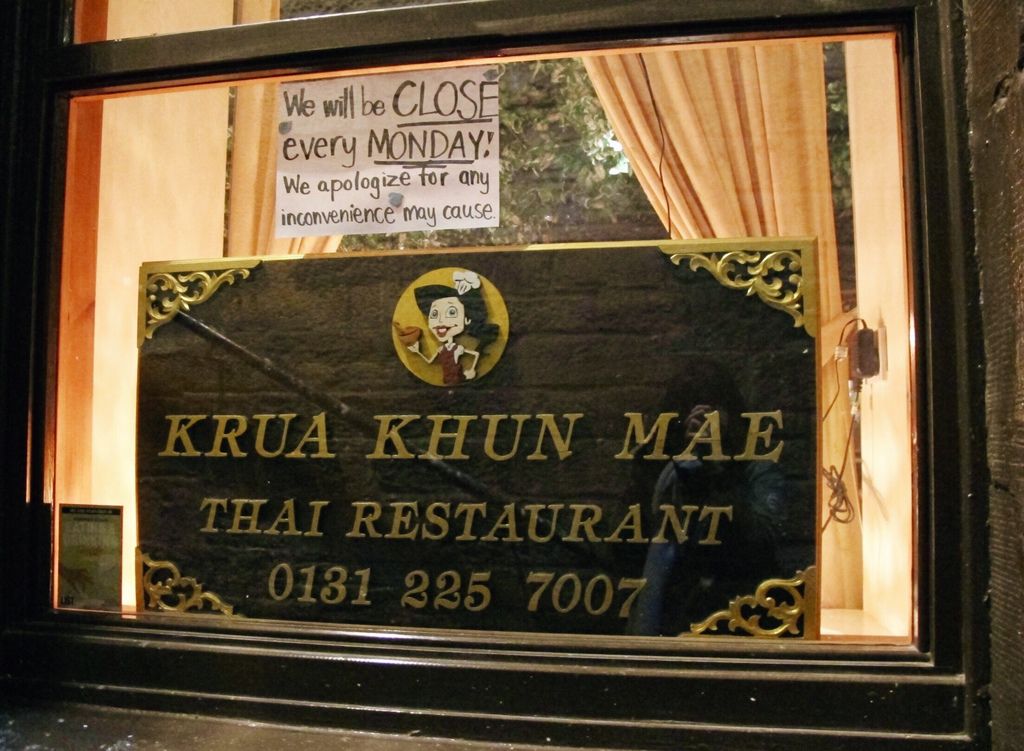 We will be CLOSE
every MONDAY!
We apologize for any
inconvenience may cause.
KRUA KHUN MAE
THAI RESTAURANT
0131 225 7007
LIST